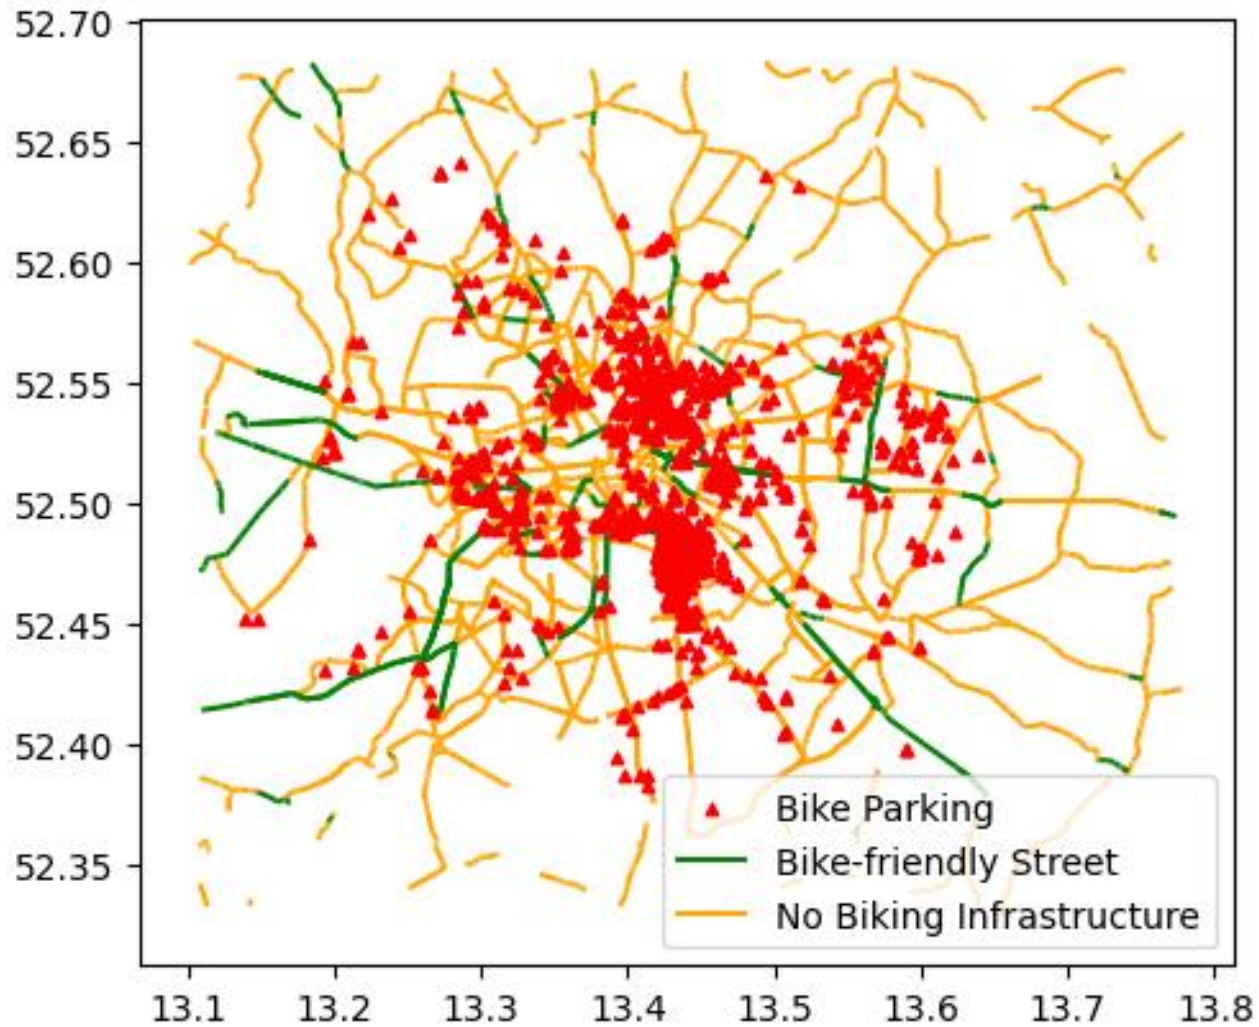 52.70
52.65
52.60
52.55
52.50
52.45
52.40
52.35
13.1 13.2 13.3 13.4 13.5 13.6 13.7 13.8
Bike Parking
Bike-friendly Street
No Biking Infrastructure